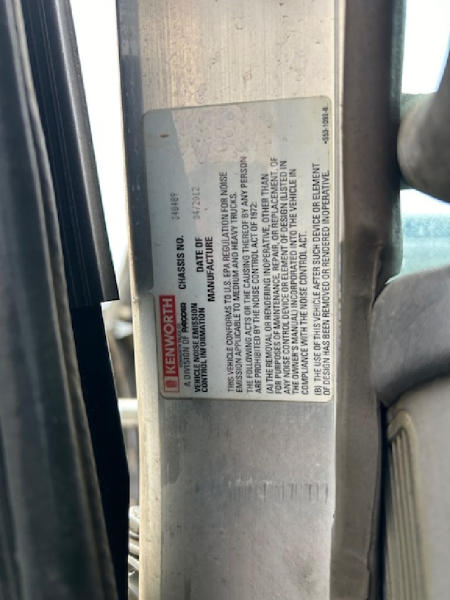 KENWORTH
A DIVISION OF PACCAR
VEHICLE NOISE EMISSION
CONTROL INFORMATION
CHASSIS NO. 348489
DATE OF
MANUFACTURE 04/2012
THIS VEHICLE CONFORMS TO U.S. EPA REGULATION FOR NOISE
EMISSION APPLICABLE TO MEDIUM AND HEAVY TRUCKS.
THE FOLLOWING ACTS OR THE CAUSING THEREOF BY ANY PERSON
ARE PROHIBITED BY THE NOISE CONTROL ACT OF 1972:
(A) THE REMOVAL OR RENDERING INOPERATIVE, OTHER THAN
FOR PURPOSES OF MAINTENANCE, REPAIR, OR REPLACEMENT, OF
ANY NOISE CONTROL DEVICE OR ELEMENT OF DESIGN (LISTED IN
THE OWNER'S MANUAL) INCORPORATED INTO THE VEHICLE IN
COMPLIANCE WITH THE NOISE CONTROL ACT.
(B) THE USE OF THIS VEHICLE AFTER SUCH DEVICE OR ELEMENT
OF DESIGN HAS BEEN REMOVED OR RENDERED INOPERATIVE.